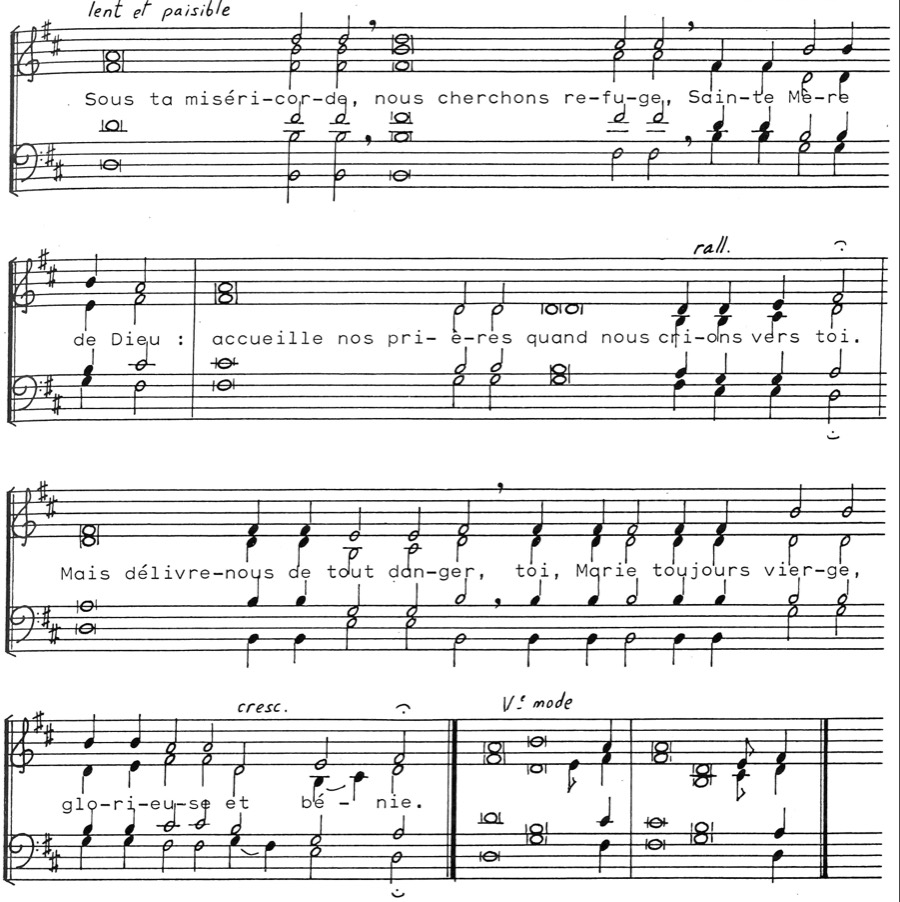 lent et paisible
Sous ta miséri-cor-de, nous cherchons re-fu-ge, Sain-te Mè-re
rall.
de Dieu : accueille nos pri-è-res quand nous cri-ons vers toi.
Mais délivre-nous de tout dan-ger, toi, Marie toujours vier-ge,
cresc. Vᵉ mode
glo-ri-eu-se et bé - nie.